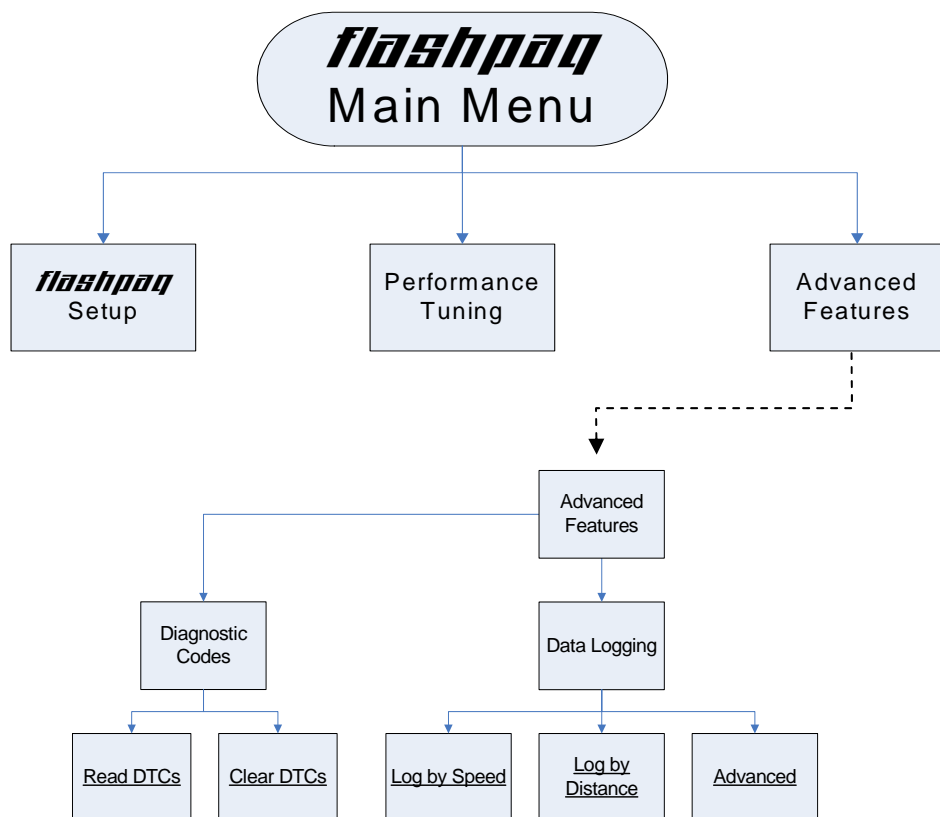 flashpaq
Main Menu
flashpaq
Setup
Performance
Tuning
Advanced
Features
Advanced
Features
Diagnostic
Codes
Data Logging
Read DTCs
Clear DTCs
Log by Speed
Log by
Distance
Advanced